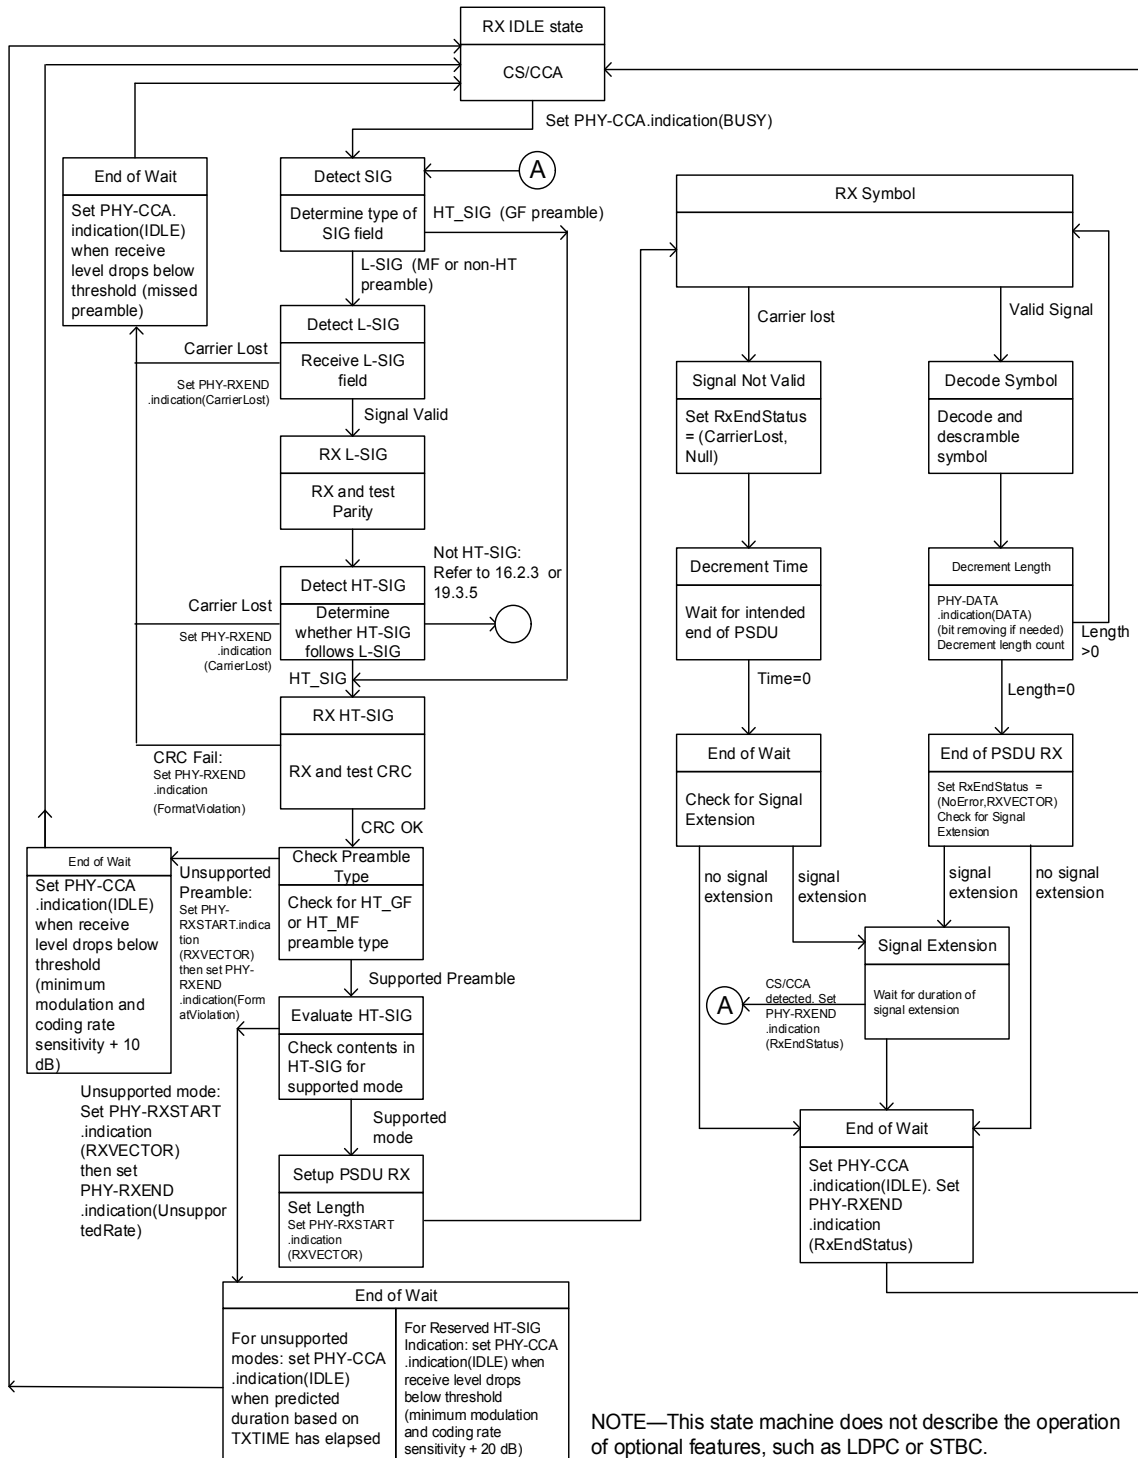 RX IDLE state
CS/CCA
Set PHY-CCA.indication(BUSY)
End of Wait
Set PHY-CCA.
indication(IDLE)
when receive
level drops below
threshold (missed
preamble)
Detect SIG
Determine type of
SIG field
A
HT_SIG (GF preamble)
L-SIG (MF or non-HT
preamble)
Detect L-SIG
Receive L-SIG
field
Carrier Lost
Set PHY-RXEND
.indication(CarrierLost)
Signal Valid
RX L-SIG
RX and test
Parity
Not HT-SIG:
Refer to 16.2.3 or
19.3.5
Detect HT-SIG
Determine
whether HT-SIG
follows L-SIG
Carrier Lost
Set PHY-RXEND
.indication
(CarrierLost)
HT_SIG
RX HT-SIG
RX and test CRC
CRC Fail:
Set PHY-RXEND
.indication
(FormatViolation)
CRC OK
Check Preamble
Type
Check for HT_GF
or HT_MF
preamble type
Unsupported
Preamble:
Set PHY-
RXSTART.indica
tion
(RXVECTOR)
then set PHY-
RXEND
.indication(Form
atViolation)
End of Wait
Set PHY-CCA
.indication(IDLE)
when receive
level drops below
threshold
(minimum
modulation and
coding rate
sensitivity + 10
dB)
Supported Preamble
Evaluate HT-SIG
Check contents in
HT-SIG for
supported mode
Unsupported mode:
Set PHY-RXSTART
.indication
(RXVECTOR)
then set
PHY-RXEND
.indication(Unsuppor
tedRate)
Supported
mode
Setup PSDU RX
Set Length
Set PHY-RXSTART
.indication
(RXVECTOR)
End of Wait
For unsupported
modes: set PHY-CCA
.indication(IDLE)
when predicted
duration based on
TXTIME has elapsed
For Reserved HT-SIG
Indication: set PHY-CCA
.indication(IDLE) when
receive level drops
below threshold
(minimum modulation
and coding rate
sensitivity + 20 dB)
RX Symbol
Carrier lost
Valid Signal
Signal Not Valid
Set RxEndStatus
= (CarrierLost,
Null)
Decode Symbol
Decode and
descramble
symbol
Decrement Time
Wait for intended
end of PSDU
Decrement Length
PHY-DATA
.indication(DATA)
(bit removing if needed)
Decrement length count
Length
>0
Time=0
Length=0
End of Wait
Check for Signal
Extension
End of PSDU RX
Set RxEndStatus =
(NoError,RXVECTOR)
Check for Signal
Extension
no signal
extension
signal
extension
signal
extension
no signal
extension
Signal Extension
Wait for duration of
signal extension
A
CS/CCA
detected. Set
PHY-RXEND
.indication
(RxEndStatus)
End of Wait
Set PHY-CCA
.indication(IDLE). Set
PHY-RXEND
.indication
(RxEndStatus)
NOTE—This state machine does not describe the operation
of optional features, such as LDPC or STBC.